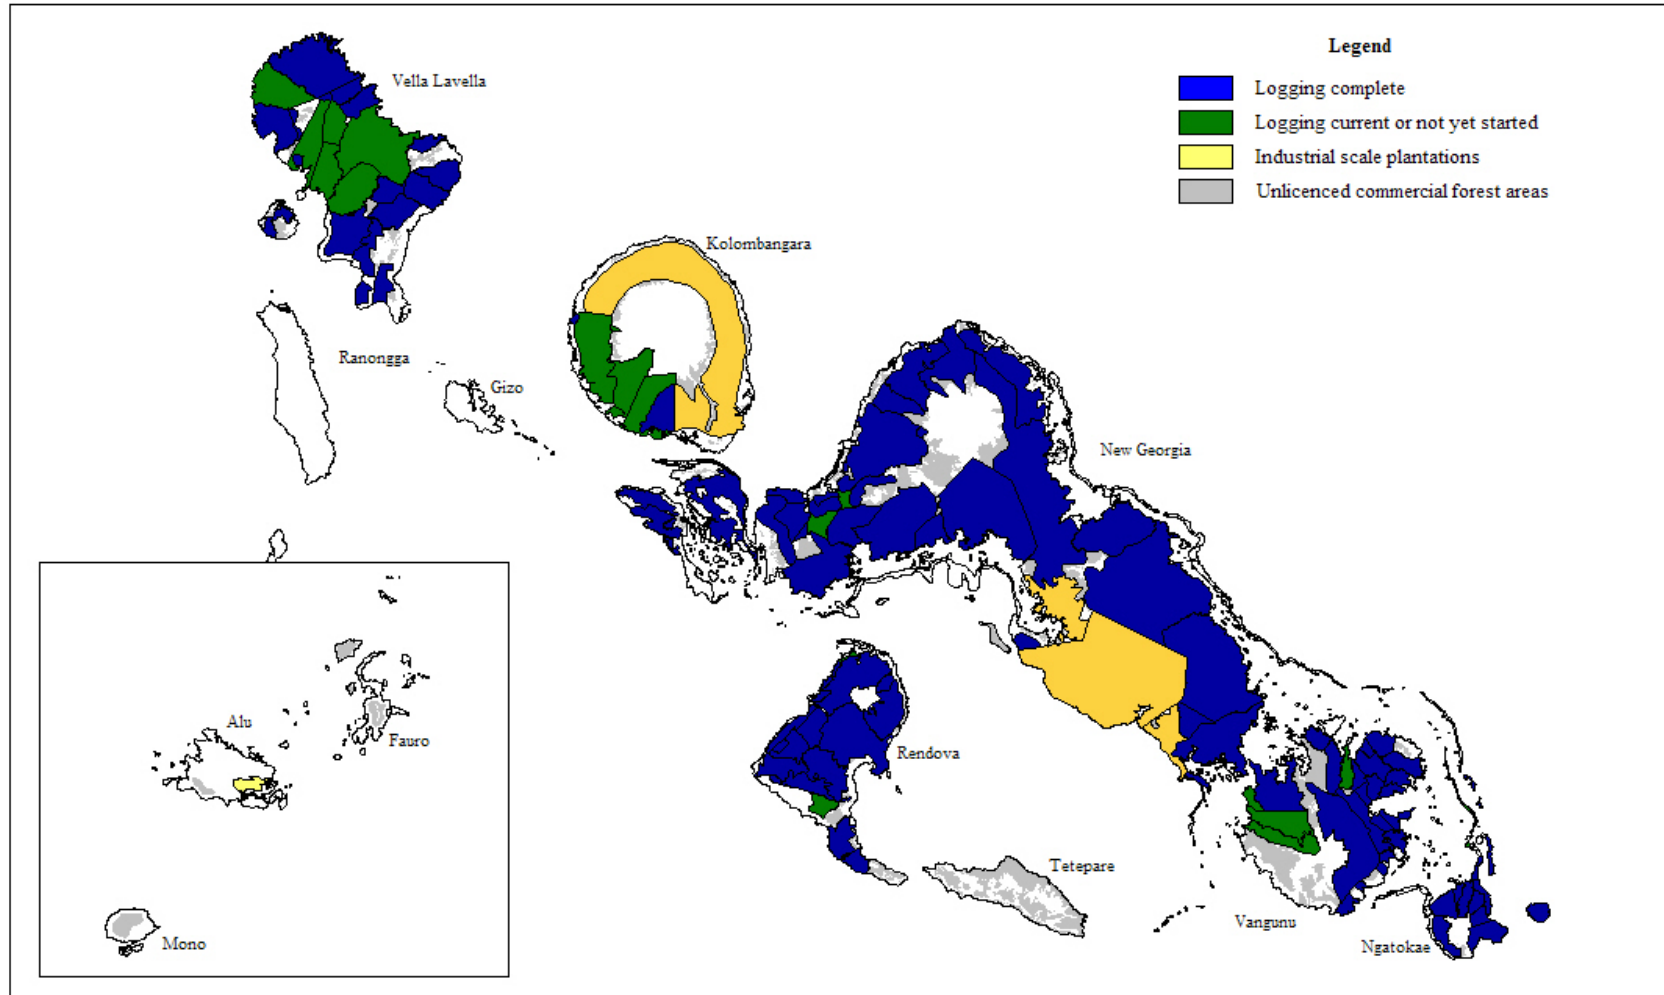 Legend
Logging complete
Logging current or not yet started
Industrial scale plantations
Unlicenced commercial forest areas
Vella Lavella
Kolombangara
Ranongga
Gizo
New Georgia
Alu
Fauro
Rendova
Tetepare
Vangunu
Mono
Ngatokae